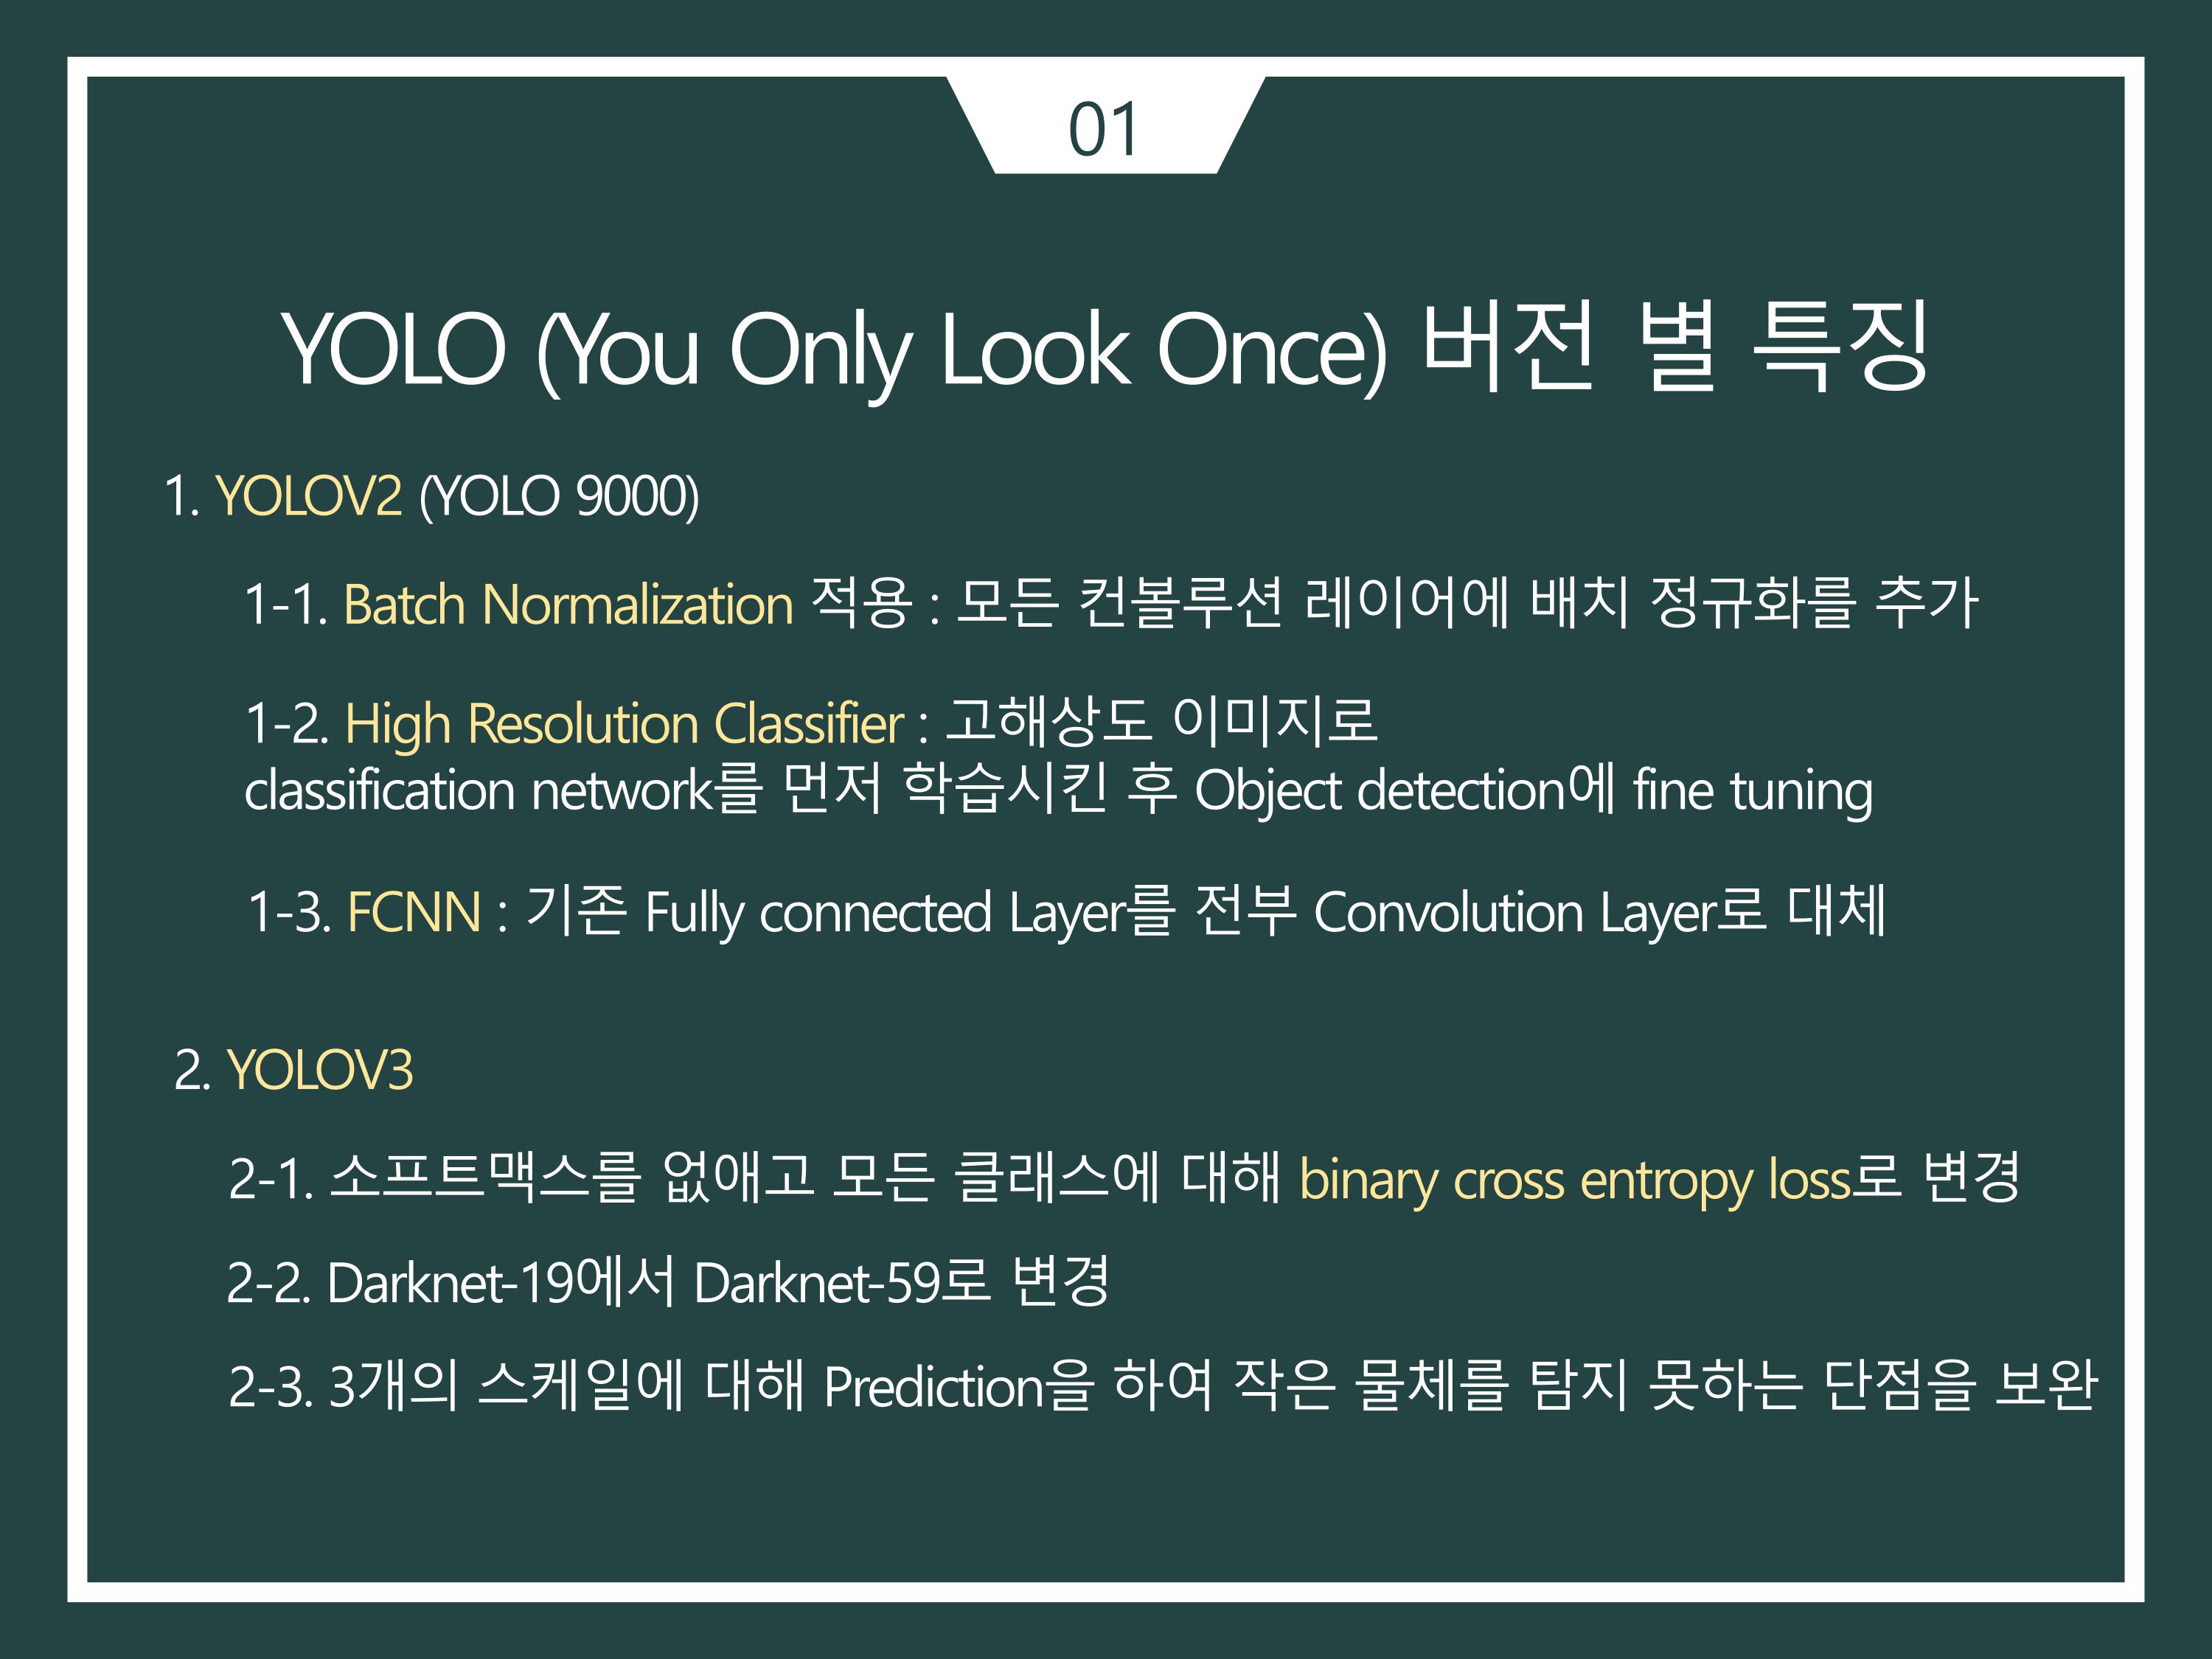 01
YOLO (You Only Look Once) 버전 별 특징
1. YOLOV2 (YOLO 9000)
1-1. Batch Normalization 적용 : 모든 컨볼루션 레이어에 배치 정규화를 추가
1-2. High Resolution Classifier : 고해상도 이미지로
classification network를 먼저 학습시킨 후 Object detection에 fine tuning
1-3. FCNN : 기존 Fully connected Layer를 전부 Convolution Layer로 대체
2. YOLOV3
2-1. 소프트맥스를 없애고 모든 클래스에 대해 binary cross entropy loss로 변경
2-2. Darknet-19에서 Darknet-59로 변경
2-3. 3개의 스케일에 대해 Prediction을 하여 작은 물체를 탐지 못하는 단점을 보완